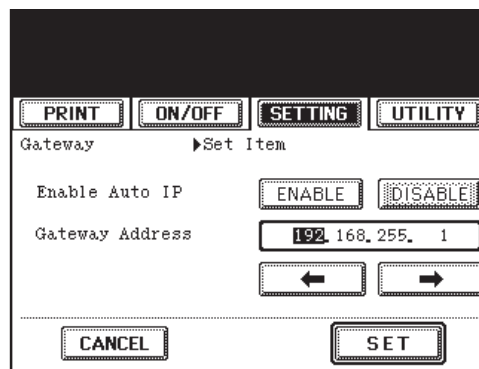 PRINT ON/OFF SETTING UTILITY
Gateway ▶Set Item
Enable Auto IP ENABLE DISABLE
Gateway Address 192. 168. 255. 1
← →
CANCEL SET